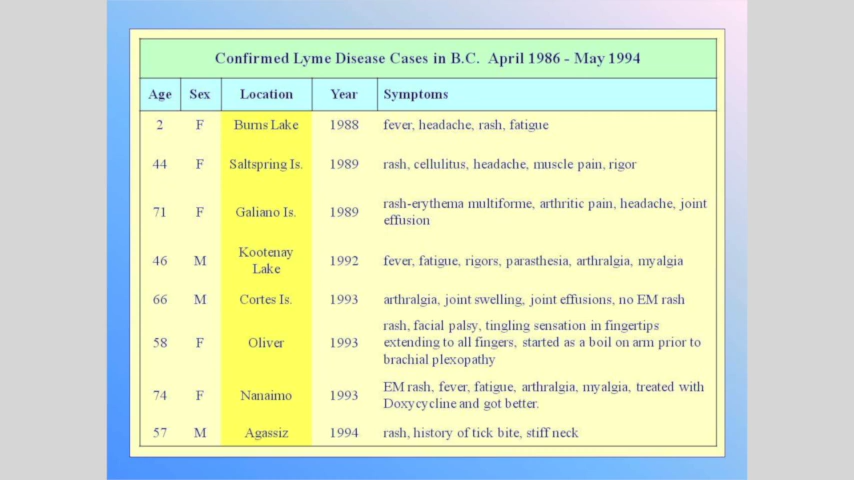 Confirmed Lyme Disease Cases in B.C. April 1986 - May 1994
Age Sex Location Year Symptoms
2 F Burns Lake 1988 fever, headache, rash, fatigue
44 F Saltspring Is. 1989 rash, cellulitus, headache, muscle pain, rigor
71 F Galiano Is. 1989 rash-erythema multiforme, arthritic pain, headache, joint
effusion
46 M Kootenay
Lake 1992 fever, fatigue, rigors, parasthesia, arthralgia, myalgia
66 M Cortes Is. 1993 arthralgia, joint swelling, joint effusions, no EM rash
58 F Oliver 1993 rash, facial palsy, tingling sensation in fingertips
extending to all fingers, started as a boil on arm prior to
brachial plexopathy
74 F Nanaimo 1993 EM rash, fever, fatigue, arthralgia, myalgia, treated with
Doxycycline and got better.
57 M Agassiz 1994 rash, history of tick bite, stiff neck